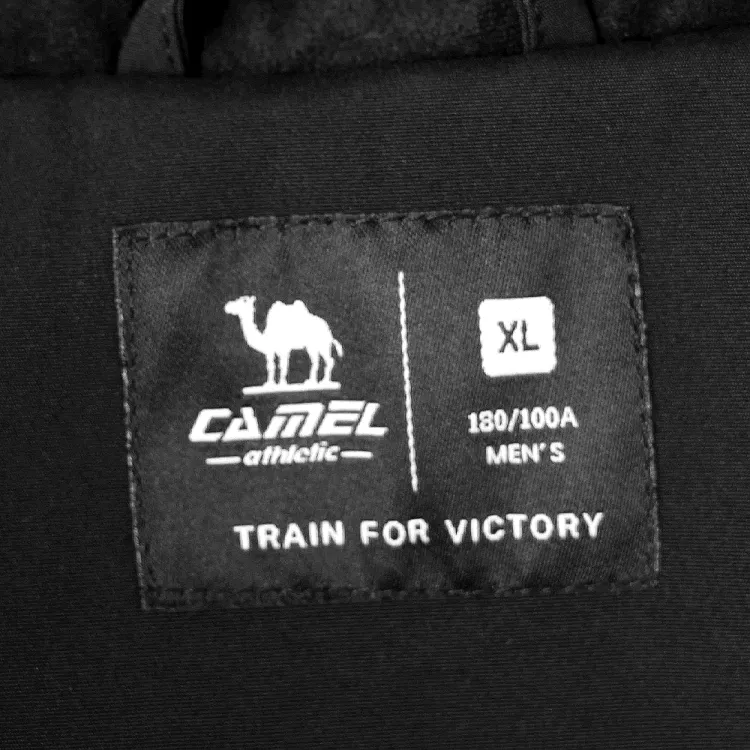 CAMEL
athletic
XL
180/100A
MEN'S
TRAIN FOR VICTORY